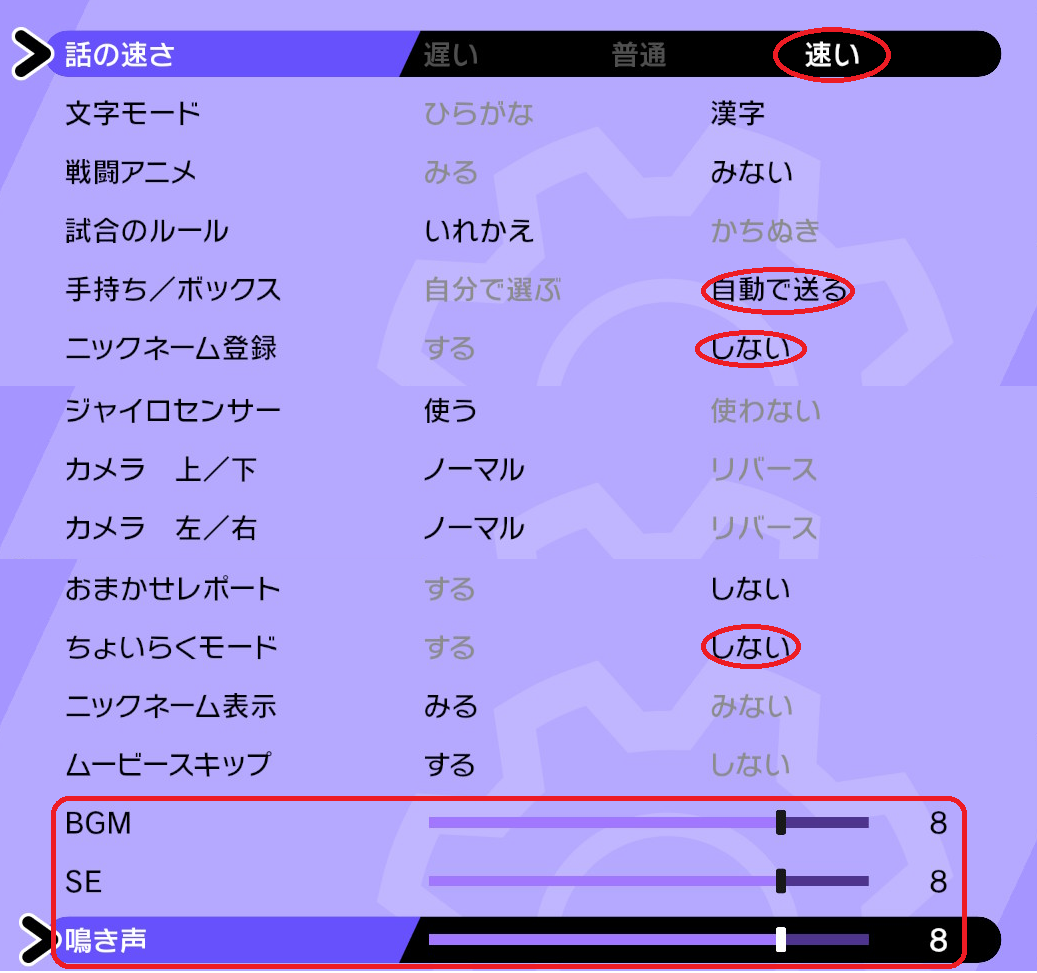 話の速さ 遅い 普通 速い
文字モード ひらがな 漢字
戦闘アニメ みる みない
試合のルール いれかえ かちぬき
手持ち／ボックス 自分で選ぶ 自動で送る
ニックネーム登録 する しない
ジャイロセンサー 使う 使わない
カメラ　上／下 ノーマル リバース
カメラ　左／右 ノーマル リバース
おまかせレポート する しない
ちょいらくモード する しない
ニックネーム表示 みる みない
ムービースキップ する しない
BGM 8
SE 8
鳴き声 8